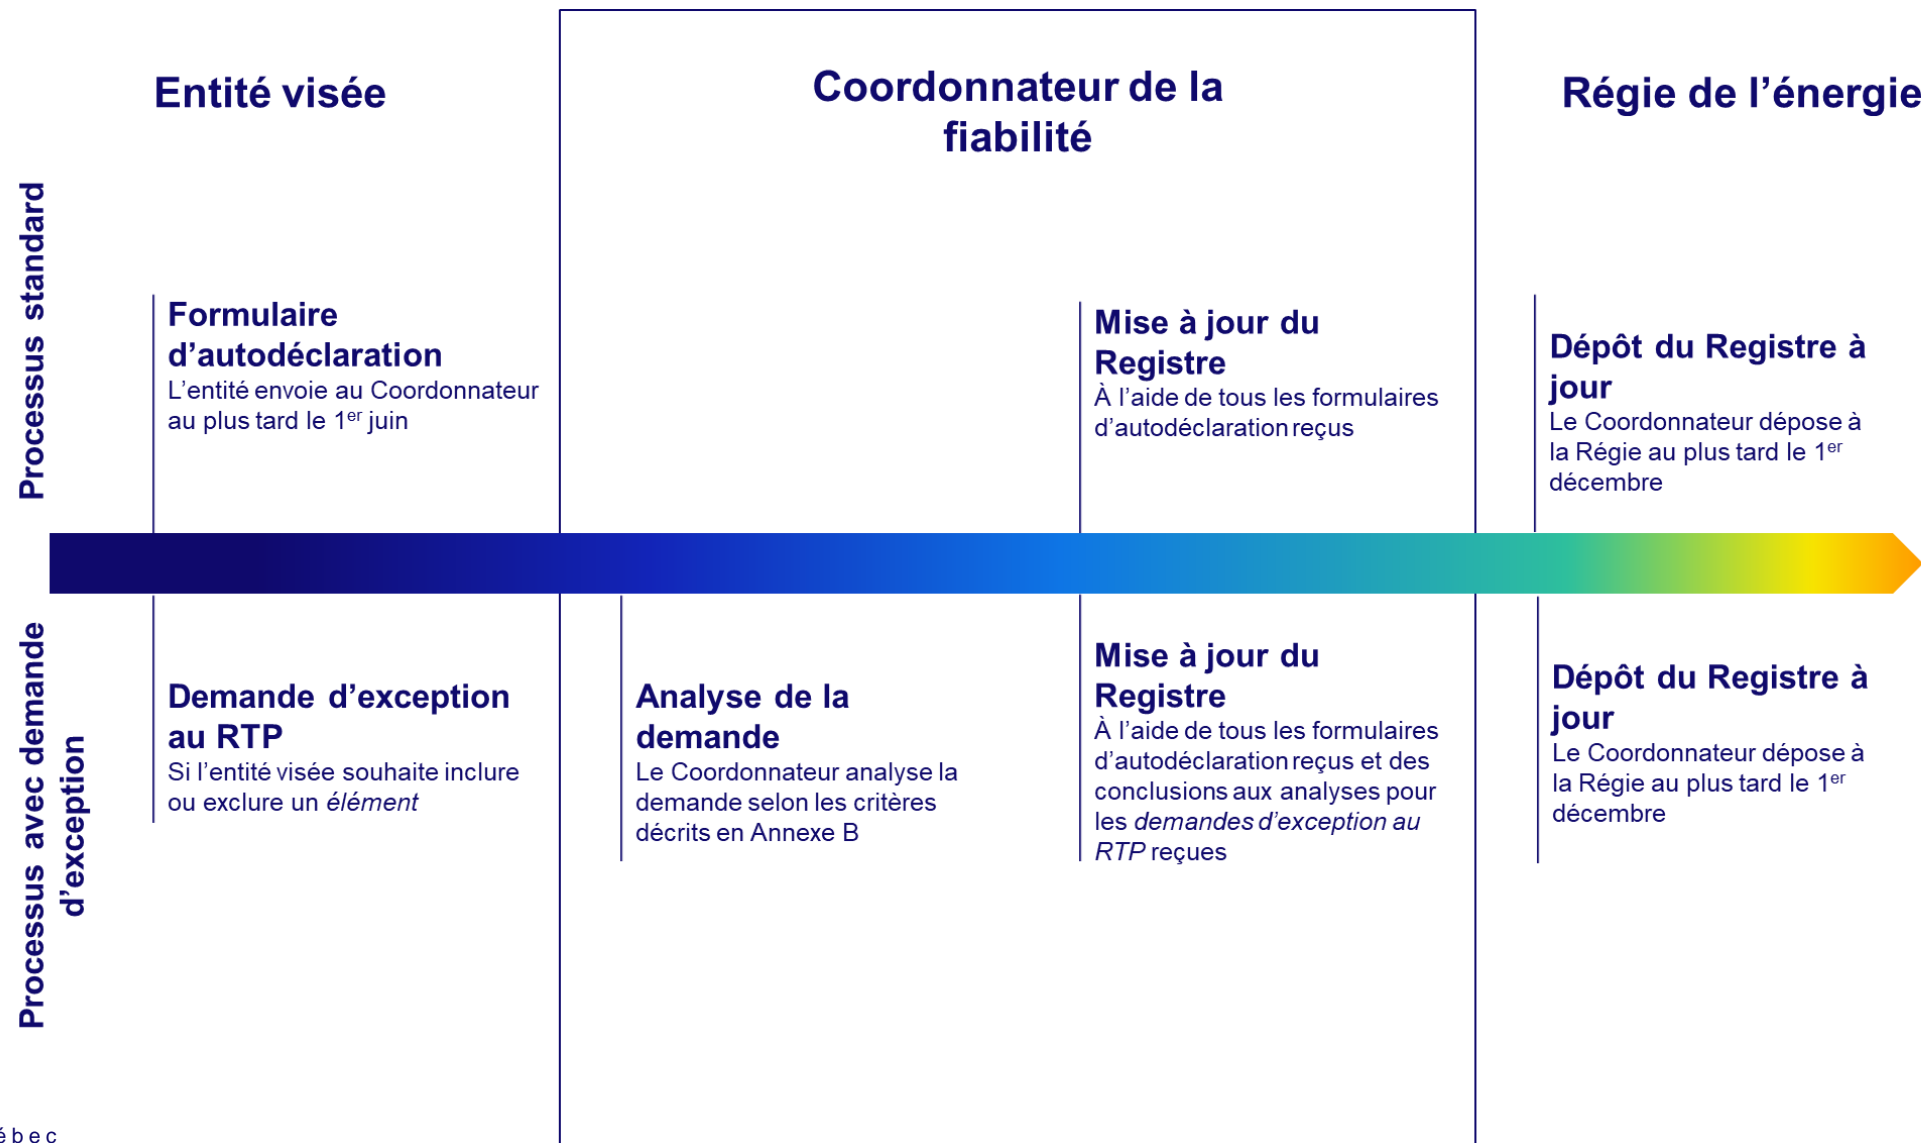 Entité visée
Coordonnateur de la
fiabilité
Régie de l’énergie
Processus standard
Formulaire
d’autodéclaration
L’entité envoie au Coordonnateur
au plus tard le 1er juin
Mise à jour du
Registre
À l’aide de tous les formulaires
d’autodéclaration reçus
Dépôt du Registre à
jour
Le Coordonnateur dépose à
la Régie au plus tard le 1er
décembre
Processus avec demande
d’exception
Demande d’exception
au RTP
Si l’entité visée souhaite inclure
ou exclure un élément
Analyse de la
demande
Le Coordonnateur analyse la
demande selon les critères
décrits en Annexe B
Mise à jour du
Registre
À l’aide de tous les formulaires
d’autodéclaration reçus et des
conclusions aux analyses pour
les demandes d’exception au
RTP reçues
Dépôt du Registre à
jour
Le Coordonnateur dépose à
la Régie au plus tard le 1er
décembre
ébec